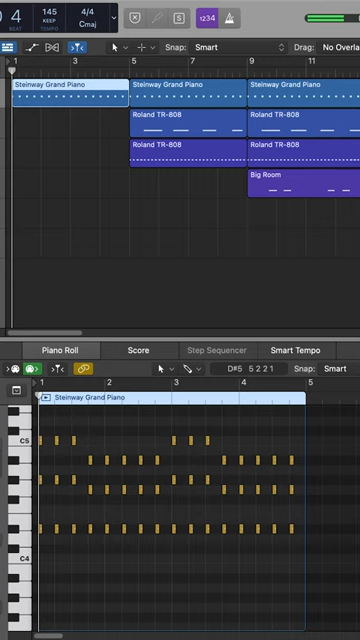 04 145 4/4 1234
BEAT KEEP TEMPO Cmaj
S
Snap: Smart Drag: No Overla
1 3 5 7 9 11
Steinway Grand Piano Steinway Grand Piano Steinway Grand Piano
Roland TR-808 Roland TR-808
Roland TR-808 Roland TR-808
Big Room
Piano Roll Score Step Sequencer Smart Tempo
D#5 5 2 2 1 Snap: Smart
1 2 3 4 5
Steinway Grand Piano
C5
C4